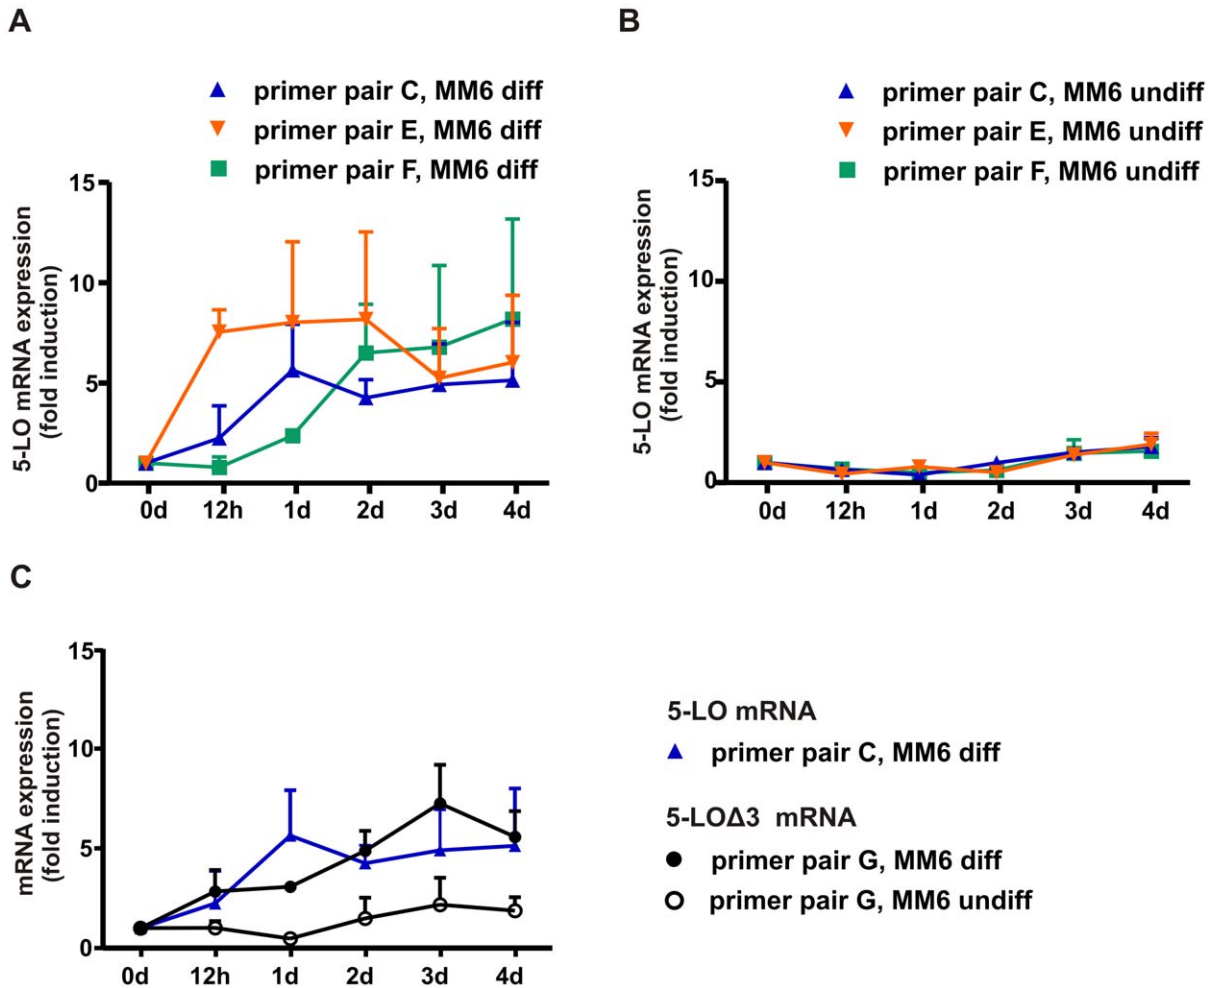 A
primer pair C, MM6 diff
primer pair E, MM6 diff
primer pair F, MM6 diff
5-LO mRNA expression
(fold induction)
15
10
5
0
0d 12h 1d 2d 3d 4d
B
primer pair C, MM6 undiff
primer pair E, MM6 undiff
primer pair F, MM6 undiff
5-LO mRNA expression
(fold induction)
15
10
5
0
0d 12h 1d 2d 3d 4d
C
mRNA expression
(fold induction)
15
10
5
0
0d 12h 1d 2d 3d 4d
5-LO mRNA
primer pair C, MM6 diff
5-LOΔ3 mRNA
primer pair G, MM6 diff
primer pair G, MM6 undiff